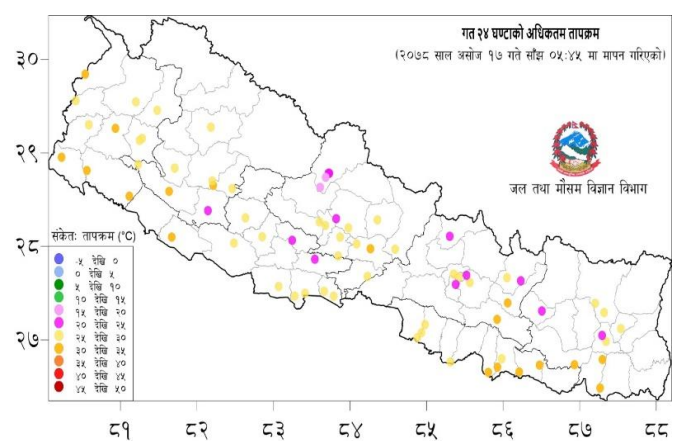 गत २४ घण्टाको अधिकतम तापक्रम
(२०७८ साल असोज १७ गते साँझ ०५:४५ मा मापन गरिएको)
३०
२९
२८
२७
जल तथा मौसम विज्ञान विभाग
संकेतः तापक्रम (°C)
-५ देखि ०
० देखि ५
५ देखि १०
१० देखि १५
१५ देखि २०
२० देखि २५
२५ देखि ३०
३० देखि ३५
३५ देखि ४०
४० देखि ४५
४५ देखि ५०
८१ ८२ ८३ ८४ ८५ ८६ ८७ ८८